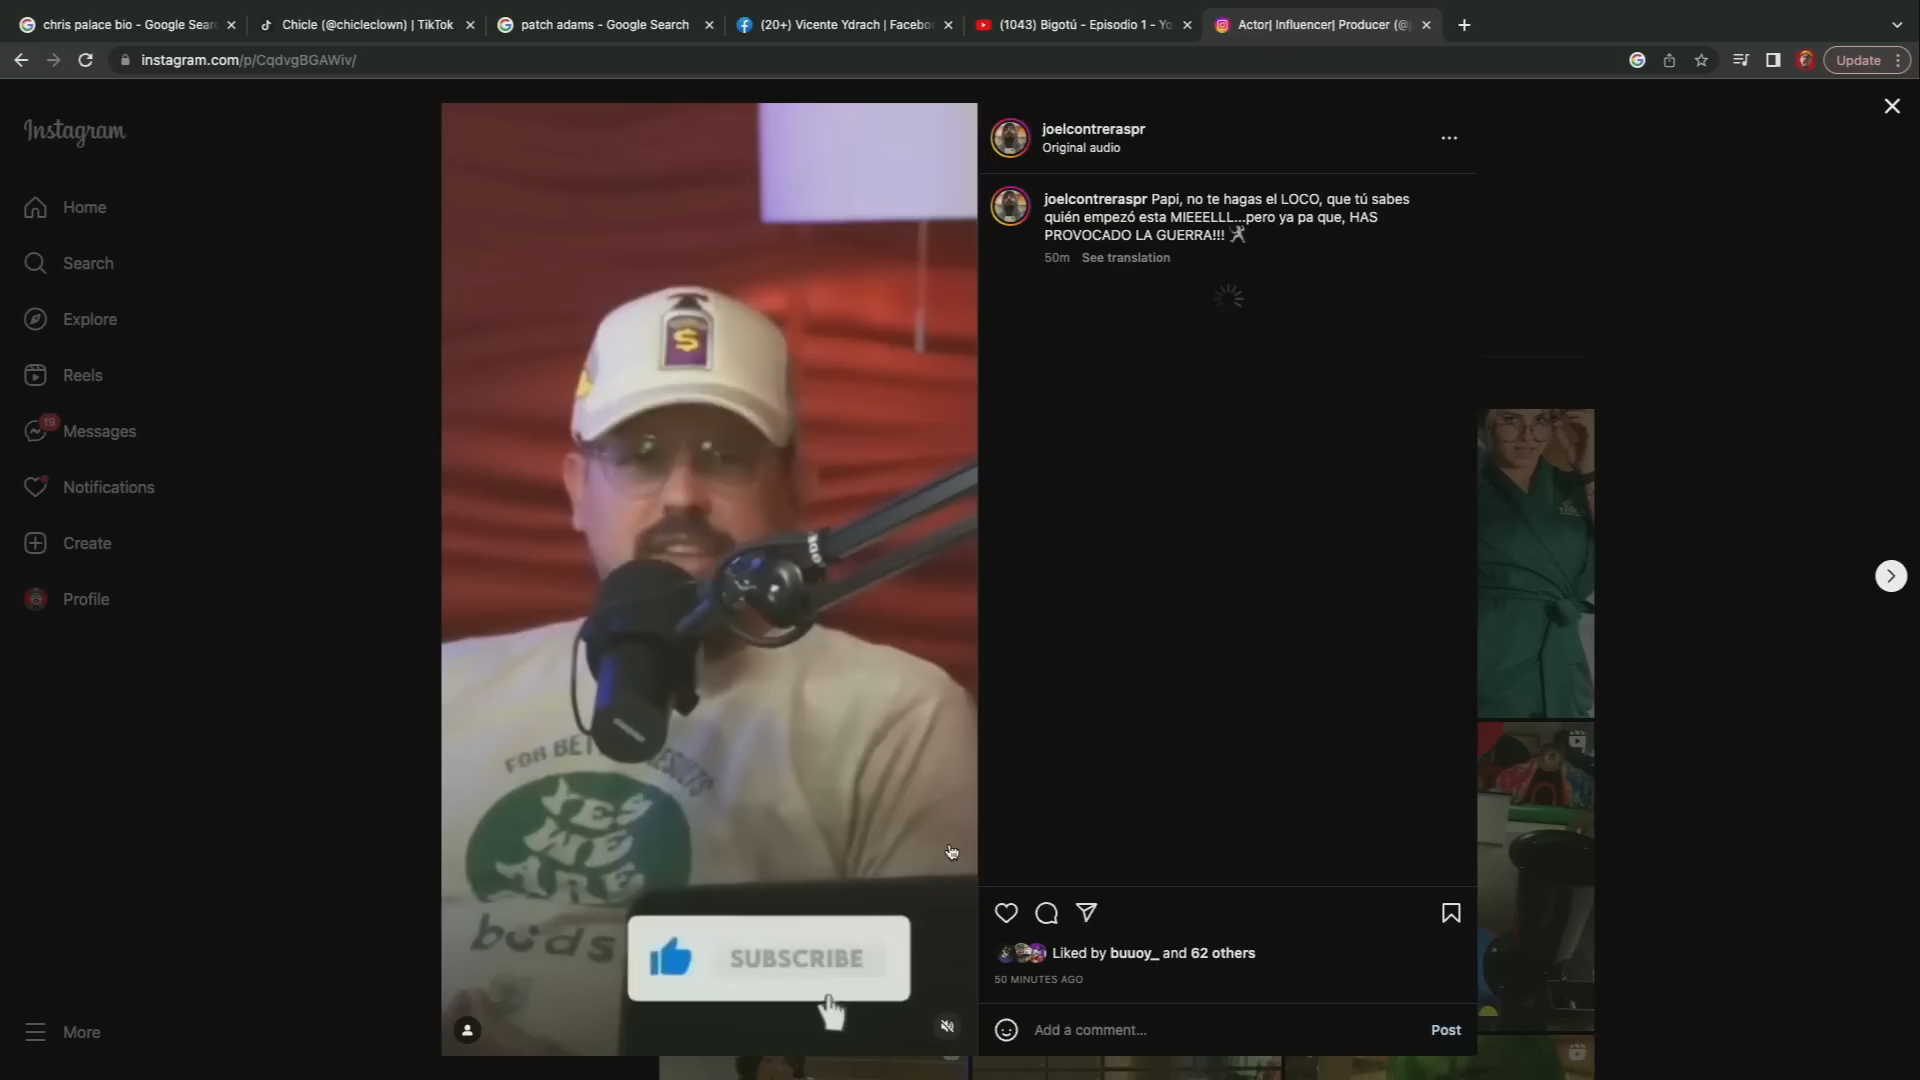 chris palace bio - Google Sear
Chicle (@chicleclown) | TikTok
patch adams - Google Search
(20+) Vicente Ydrach | Facebo
(1043) Bigotú - Episodio 1 - Yo
Actor| Influencer| Producer (@
instagram.com/p/CqdvgBGAWiv/
Update
Instagram
Home
Search
Explore
Reels
19
Messages
Notifications
Create
Profile
More
$
FOR BET
YES
WE
ARE
buds
SUBSCRIBE
joelcontreraspr
Original audio
joelcontreraspr Papi, no te hagas el LOCO, que tú sabes
quién empezó esta MIEEELLL...pero ya pa que, HAS
PROVOCADO LA GUERRA!!!
50m See translation
Liked by buuoy_ and 62 others
50 MINUTES AGO
Add a comment...
Post